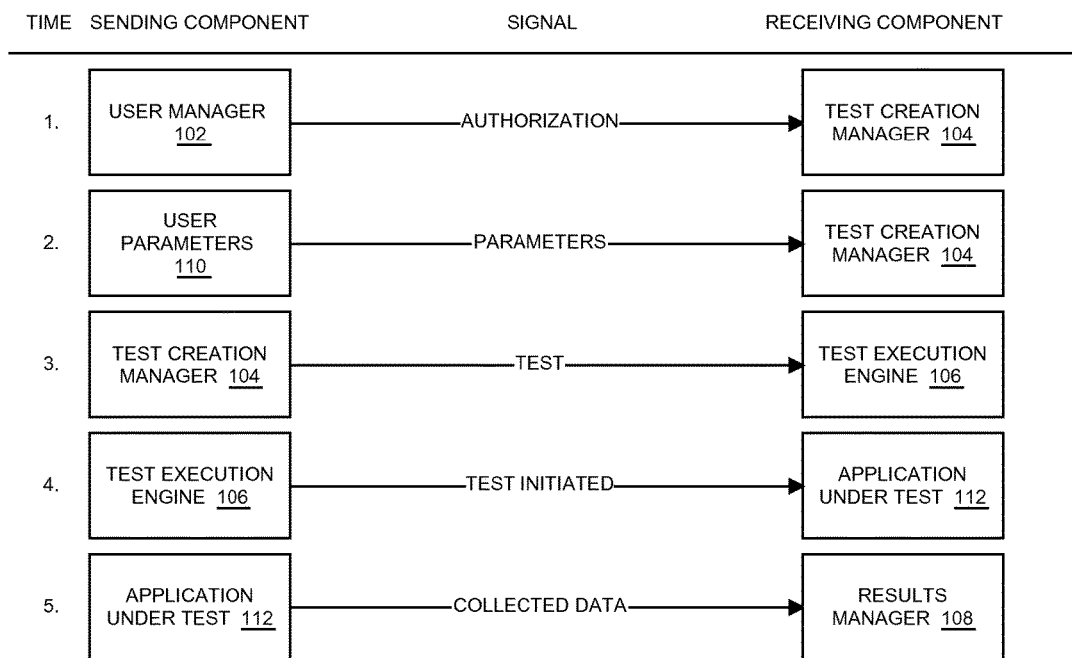 TIME SENDING COMPONENT SIGNAL RECEIVING COMPONENT
1.
USER MANAGER
102
AUTHORIZATION
TEST CREATION
MANAGER 104
2.
USER
PARAMETERS
110
PARAMETERS
TEST CREATION
MANAGER 104
3.
TEST CREATION
MANAGER 104
TEST
TEST EXECUTION
ENGINE 106
4.
TEST EXECUTION
ENGINE 106
TEST INITIATED
APPLICATION
UNDER TEST 112
5.
APPLICATION
UNDER TEST 112
COLLECTED DATA
RESULTS
MANAGER 108